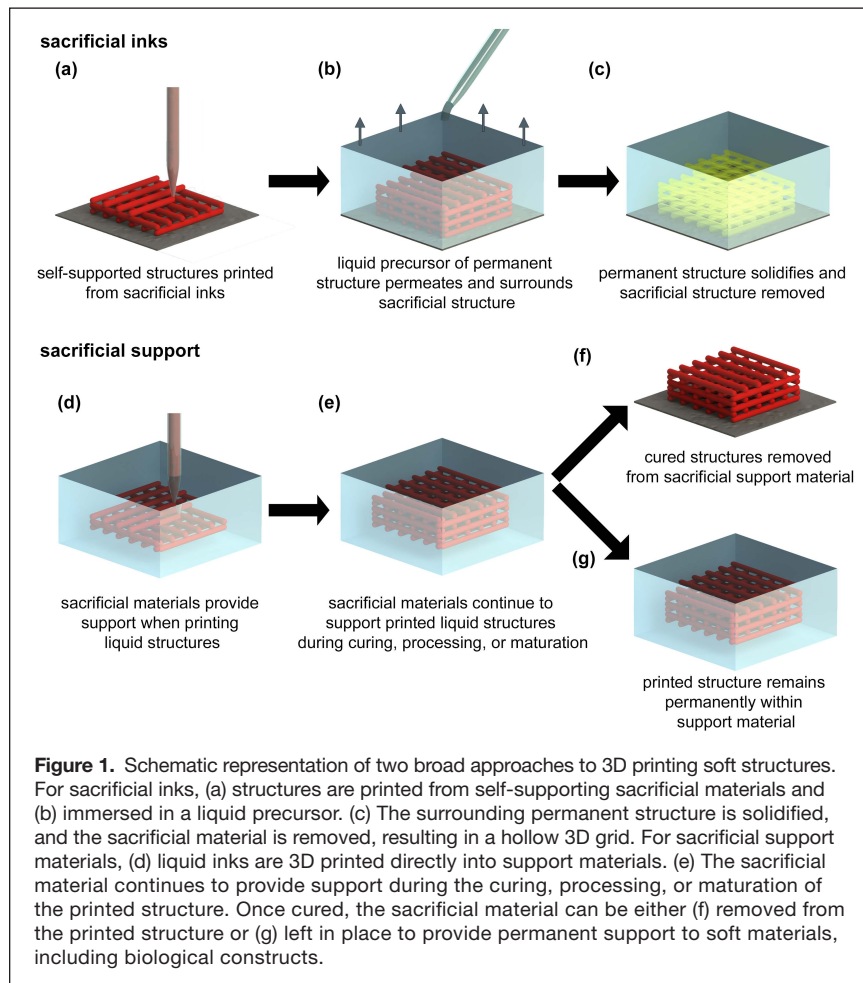 sacrificial inks
(a)
(b)
(c)
self-supported structures printed
from sacrificial inks
liquid precursor of permanent
structure permeates and surrounds
sacrificial structure
permanent structure solidifies and
sacrificial structure removed
sacrificial support
(d)
(e)
(f)
cured structures removed
from sacrificial support material
(g)
sacrificial materials provide
support when printing
liquid structures
sacrificial materials continue to
support printed liquid structures
during curing, processing, or maturation
printed structure remains
permanently within
support material
Figure 1. Schematic representation of two broad approaches to 3D printing soft structures.
For sacrificial inks, (a) structures are printed from self-supporting sacrificial materials and
(b) immersed in a liquid precursor. (c) The surrounding permanent structure is solidified,
and the sacrificial material is removed, resulting in a hollow 3D grid. For sacrificial support
materials, (d) liquid inks are 3D printed directly into support materials. (e) The sacrificial
material continues to provide support during the curing, processing, or maturation of
the printed structure. Once cured, the sacrificial material can be either (f) removed from
the printed structure or (g) left in place to provide permanent support to soft materials,
including biological constructs.